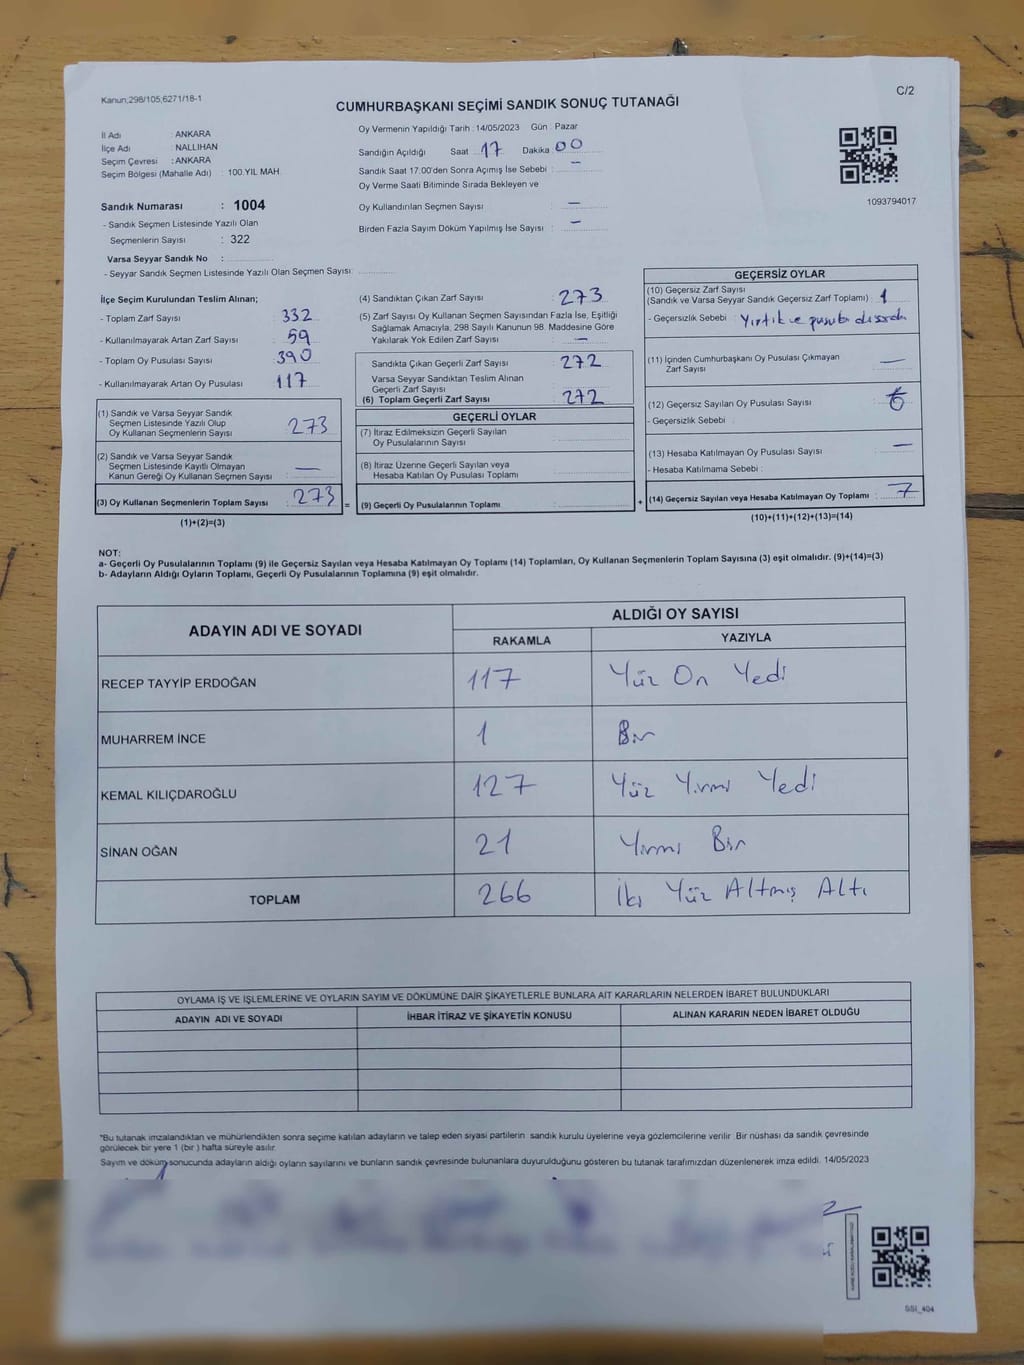 Kanun,298/105,6271/18-1
C/2
CUMHURBAŞKANI SEÇİMİ SANDIK SONUÇ TUTANAĞI
İl Adı : ANKARA
İlçe Adı : NALLIHAN
Seçim Çevresi : ANKARA
Seçim Bölgesi (Mahalle Adı) : 100.YIL MAH.
Sandık Numarası : 1004
- Sandık Seçmen Listesinde Yazılı Olan
Seçmenlerin Sayısı : 322
Varsa Seyyar Sandık No :
- Seyyar Sandık Seçmen Listesinde Yazılı Olan Seçmen Sayısı:
Oy Vermenin Yapıldığı Tarih : 14/05/2023 Gün : Pazar
Sandığın Açıldığı Saat : 17 Dakika : 00
Sandık Saat 17.00'den Sonra Açımış İse Sebebi : —
Oy Verme Saati Bitiminde Sırada Bekleyen ve
Oy Kullandırılan Seçmen Sayısı : —
Birden Fazla Sayım Döküm Yapılmış İse Sayısı : —
1093794017
İlçe Seçim Kurulundan Teslim Alınan;
- Toplam Zarf Sayısı : 332
- Kullanılmayarak Artan Zarf Sayısı : 59
- Toplam Oy Pusulası Sayısı : 390
- Kullanılmayarak Artan Oy Pusulası : 117
(1) Sandık ve Varsa Seyyar Sandık
Seçmen Listesinde Yazılı Olup
Oy Kullanan Seçmenlerin Sayısı : 273
(2) Sandık ve Varsa Seyyar Sandık
Seçmen Listesinde Kayıtlı Olmayan
Kanun Gereği Oy Kullanan Seçmen Sayısı : —
(3) Oy Kullanan Seçmenlerin Toplam Sayısı : 273
(1)+(2)=(3)
(4) Sandıktan Çıkan Zarf Sayısı : 273
(5) Zarf Sayısı Oy Kullanan Seçmen Sayısından Fazla İse, Eşitliği
Sağlamak Amacıyla, 298 Sayılı Kanunun 98. Maddesine Göre
Yakılarak Yok Edilen Zarf Sayısı : —
Sandıkta Çıkan Geçerli Zarf Sayısı : 272
Varsa Seyyar Sandıktan Teslim Alınan
Geçerli Zarf Sayısı :
(6) Toplam Geçerli Zarf Sayısı : 272
GEÇERLİ OYLAR
(7) İtiraz Edilmeksizin Geçerli Sayılan
Oy Pusulalarının Sayısı :
(8) İtiraz Üzerine Geçerli Sayılan veya
Hesaba Katılan Oy Pusulası Toplamı :
= (9) Geçerli Oy Pusulalarının Toplamı :
GEÇERSİZ OYLAR
(10) Geçersiz Zarf Sayısı
(Sandık ve Varsa Seyyar Sandık Geçersiz Zarf Toplamı) : 1
- Geçersizlik Sebebi : Yırtık ve pusula dışarda
(11) İçinden Cumhurbaşkanı Oy Pusulası Çıkmayan
Zarf Sayısı : —
(12) Geçersiz Sayılan Oy Pusulası Sayısı : 6
- Geçersizlik Sebebi :
(13) Hesaba Katılmayan Oy Pusulası Sayısı : —
- Hesaba Katılmama Sebebi :
+ (14) Geçersiz Sayılan veya Hesaba Katılmayan Oy Toplamı : 7
(10)+(11)+(12)+(13)=(14)
NOT:
a- Geçerli Oy Pusulalarının Toplamı (9) ile Geçersiz Sayılan veya Hesaba Katılmayan Oy Toplamı (14) Toplamları, Oy Kullanan Seçmenlerin Toplam Sayısına (3) eşit olmalıdır. (9)+(14)=(3)
b- Adayların Aldığı Oyların Toplamı, Geçerli Oy Pusulalarının Toplamına (9) eşit olmalıdır.
ADAYIN ADI VE SOYADI ALDIĞI OY SAYISI
RAKAMLA YAZIYLA
RECEP TAYYİP ERDOĞAN 117 Yüz On Yedi
MUHARREM İNCE 1 Bir
KEMAL KILIÇDAROĞLU 127 Yüz Yirmi Yedi
SİNAN OĞAN 21 Yirmi Bir
TOPLAM 266 İki Yüz Altmış Altı
OYLAMA İŞ VE İŞLEMLERİNE VE OYLARIN SAYIM VE DÖKÜMÜNE DAİR ŞİKAYETLERLE BUNLARA AİT KARARLARIN NELERDEN İBARET BULUNDUKLARI
ADAYIN ADI VE SOYADI İHBAR İTİRAZ VE ŞİKAYETİN KONUSU ALINAN KARARIN NEDEN İBARET OLDUĞU
*Bu tutanak imzalandıktan ve mühürlendikten sonra seçime katılan adayların ve talep eden siyasi partilerin sandık kurulu üyelerine veya gözlemcilerine verilir. Bir nüshası da sandık çevresinde
görülecek bir yere 1 (bir ) hafta süreyle asılır.
Sayım ve döküm sonucunda adayların aldığı oyların sayılarını ve bunların sandık çevresinde bulunanlara duyurulduğunu gösteren bu tutanak tarafımızdan düzenlenerek imza edildi. 14/05/2023
SSİ_404